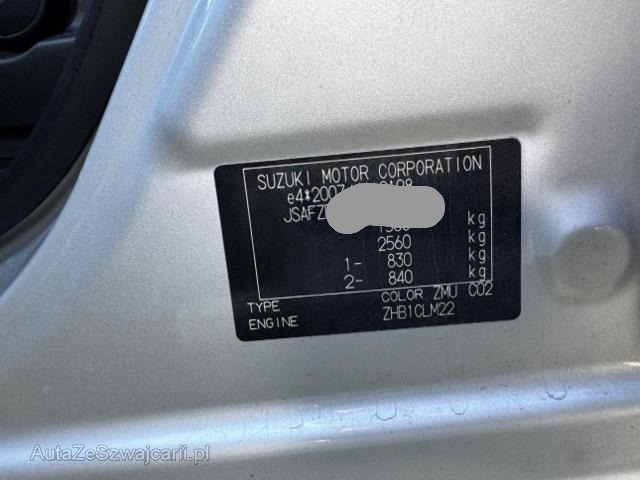 SUZUKI MOTOR CORPORATION
e4*2007
JSAFZ
kg
2560 kg
1- 830 kg
2- 840 kg
COLOR ZMU C02
TYPE ZHB1CLM22
ENGINE
AutaZeSzwajcarii.pl